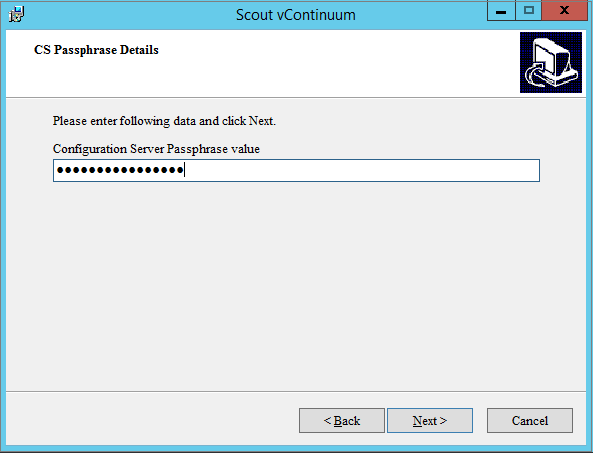 Scout vContinuum
CS Passphrase Details
Please enter following data and click Next.
Configuration Server Passphrase value
●●●●●●●●●●●●●●●●
< Back Next > Cancel